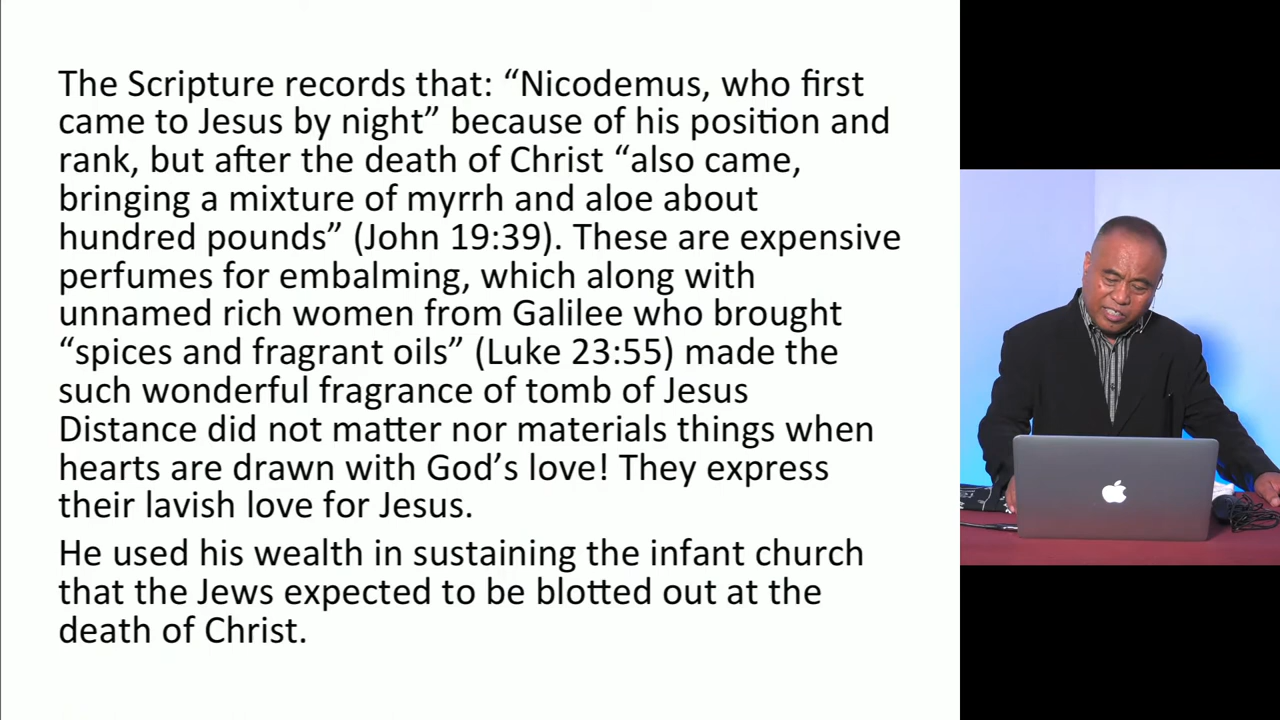 The Scripture records that: “Nicodemus, who first
came to Jesus by night” because of his position and
rank, but after the death of Christ “also came,
bringing a mixture of myrrh and aloe about
hundred pounds” (John 19:39). These are expensive
perfumes for embalming, which along with
unnamed rich women from Galilee who brought
“spices and fragrant oils” (Luke 23:55) made the
such wonderful fragrance of tomb of Jesus
Distance did not matter nor materials things when
hearts are drawn with God’s love! They express
their lavish love for Jesus.
He used his wealth in sustaining the infant church
that the Jews expected to be blotted out at the
death of Christ.